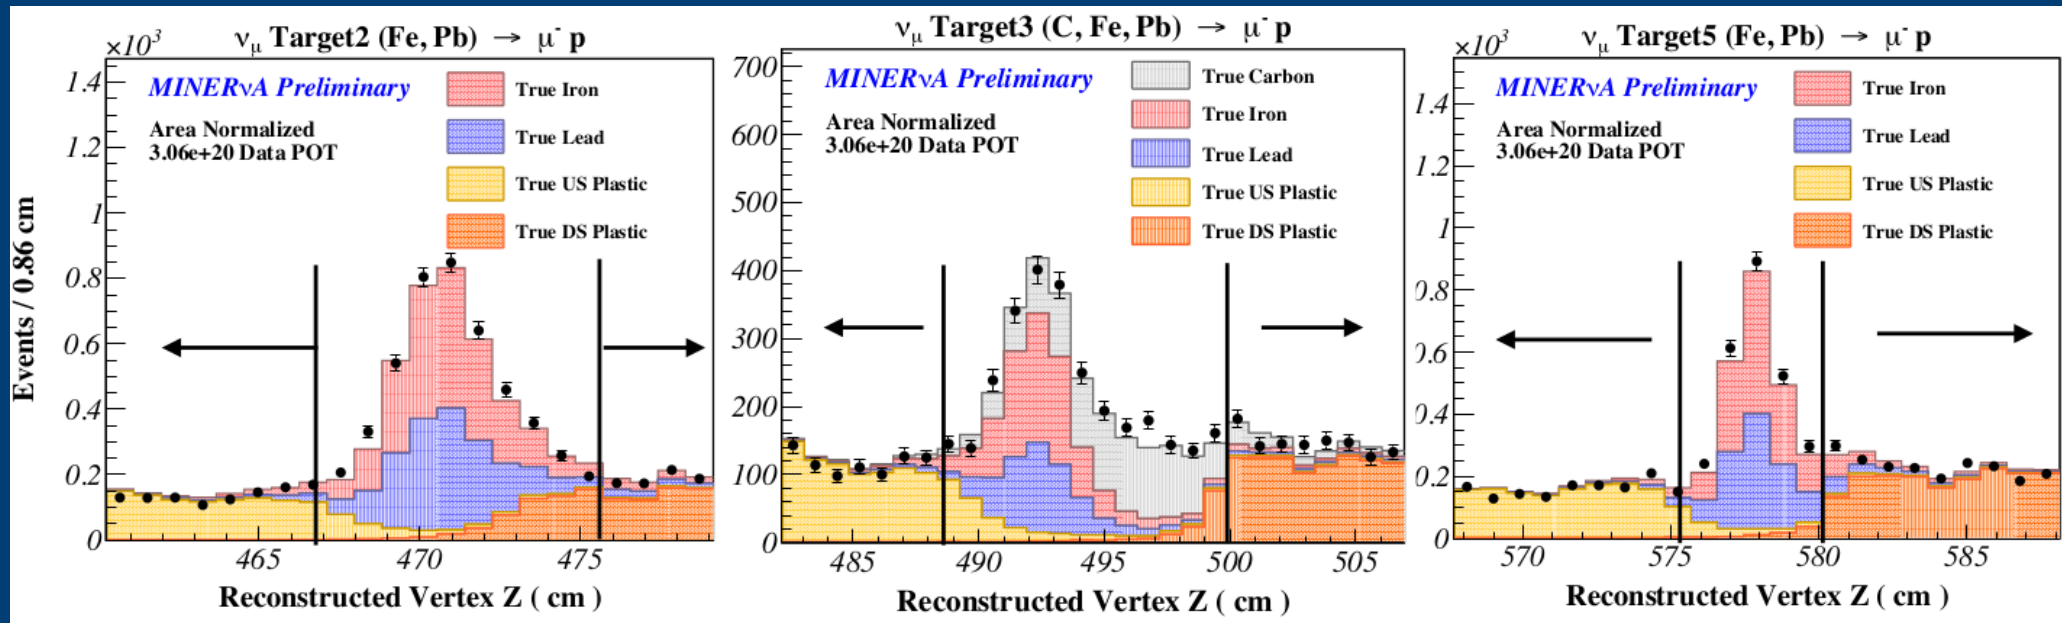 ν_μ Target2 (Fe, Pb) → μ⁻ p
×10³
MINERνA Preliminary
Area Normalized
3.06e+20 Data POT
True Iron
True Lead
True US Plastic
True DS Plastic
1.4
1.2
1
0.8
0.6
0.4
0.2
0
465
470
475
Events / 0.86 cm
Reconstructed Vertex Z ( cm )
ν_μ Target3 (C, Fe, Pb) → μ⁻ p
MINERνA Preliminary
Area Normalized
3.06e+20 Data POT
True Carbon
True Iron
True Lead
True US Plastic
True DS Plastic
700
600
500
400
300
200
100
0
485
490
495
500
505
Reconstructed Vertex Z ( cm )
ν_μ Target5 (Fe, Pb) → μ⁻ p
×10³
MINERνA Preliminary
Area Normalized
3.06e+20 Data POT
True Iron
True Lead
True US Plastic
True DS Plastic
1.4
1.2
1
0.8
0.6
0.4
0.2
0
570
575
580
585
Reconstructed Vertex Z ( cm )